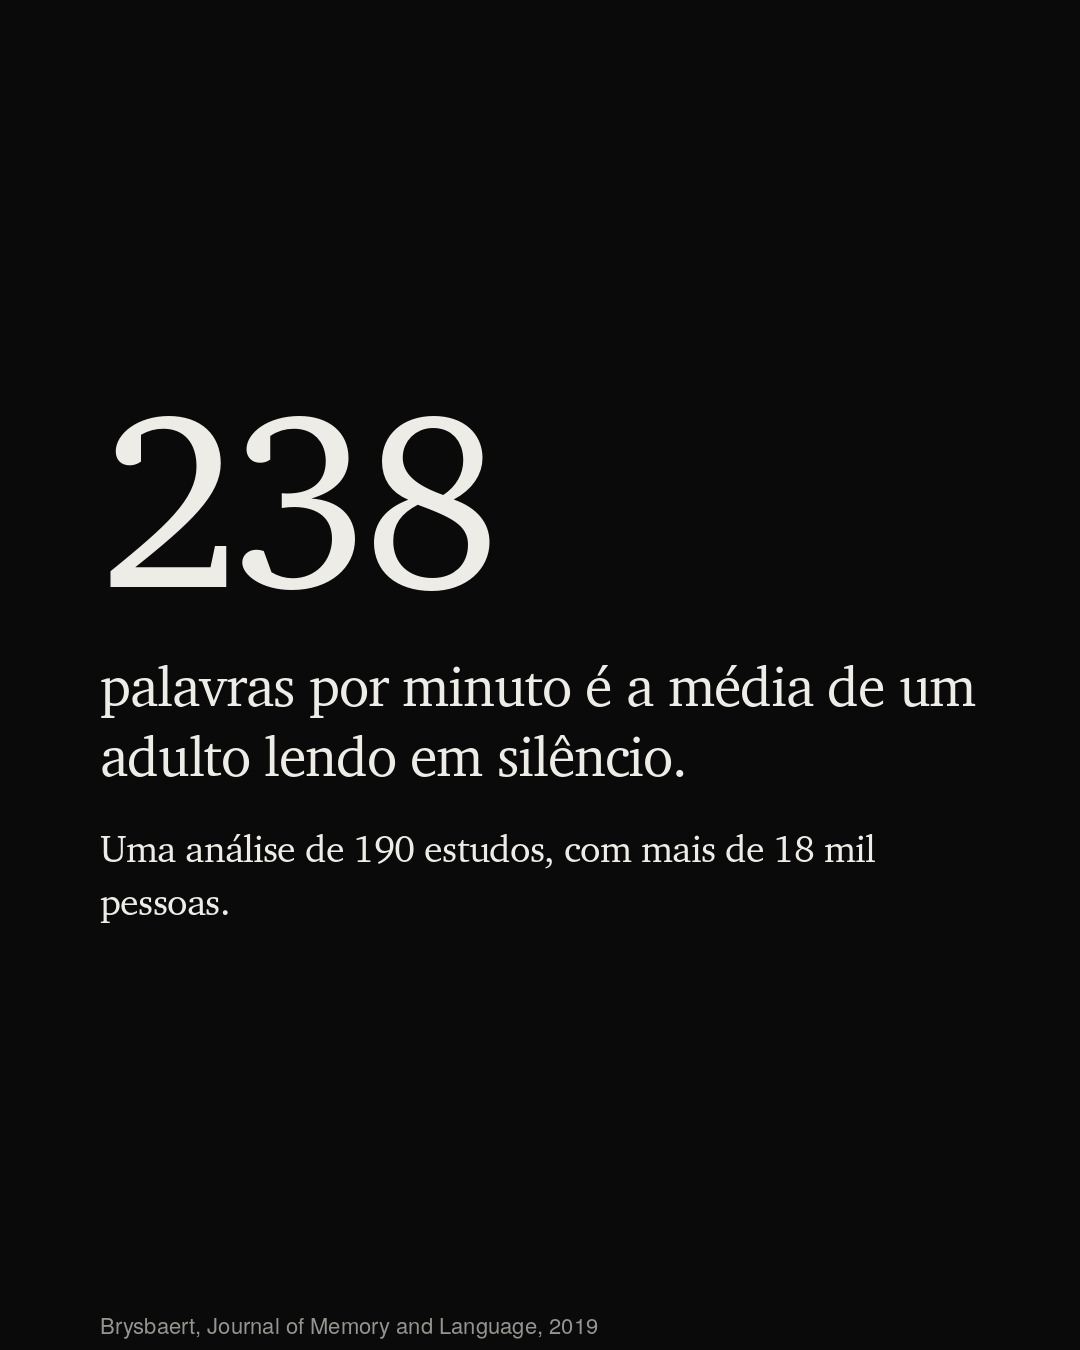 238
palavras por minuto é a média de um
adulto lendo em silêncio.
Uma análise de 190 estudos, com mais de 18 mil
pessoas.
Brysbaert, Journal of Memory and Language, 2019